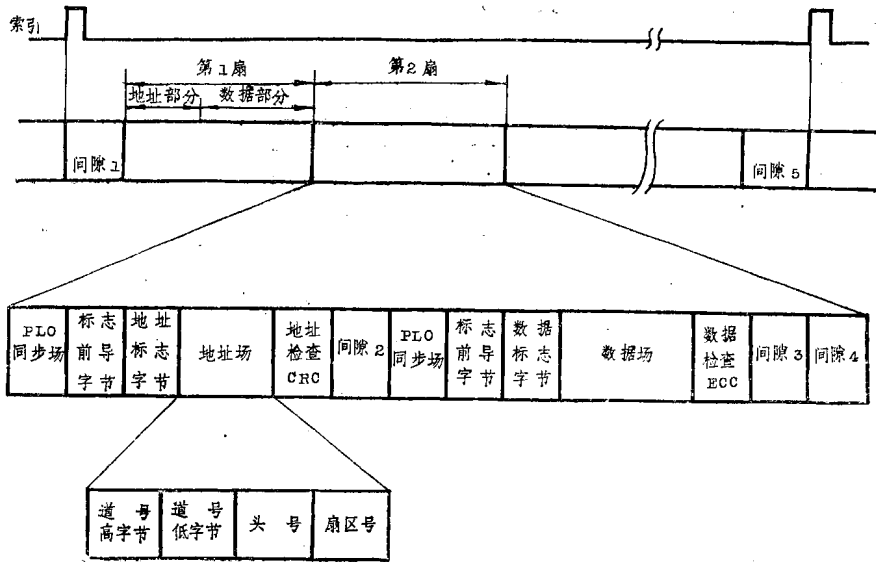 索引
第1扇
第2扇
地址部分
数据部分
间隙1
间隙5
PLO
同步场
标志
前导
字节
地址
标志
字节
地址场
地址
检查
CRC
间隙2
PLO
同步场
标志
前导
字节
数据
标志
字节
数据场
数据
检查
ECC
间隙3
间隙4
道号
高字节
道号
低字节
头号
扇区号